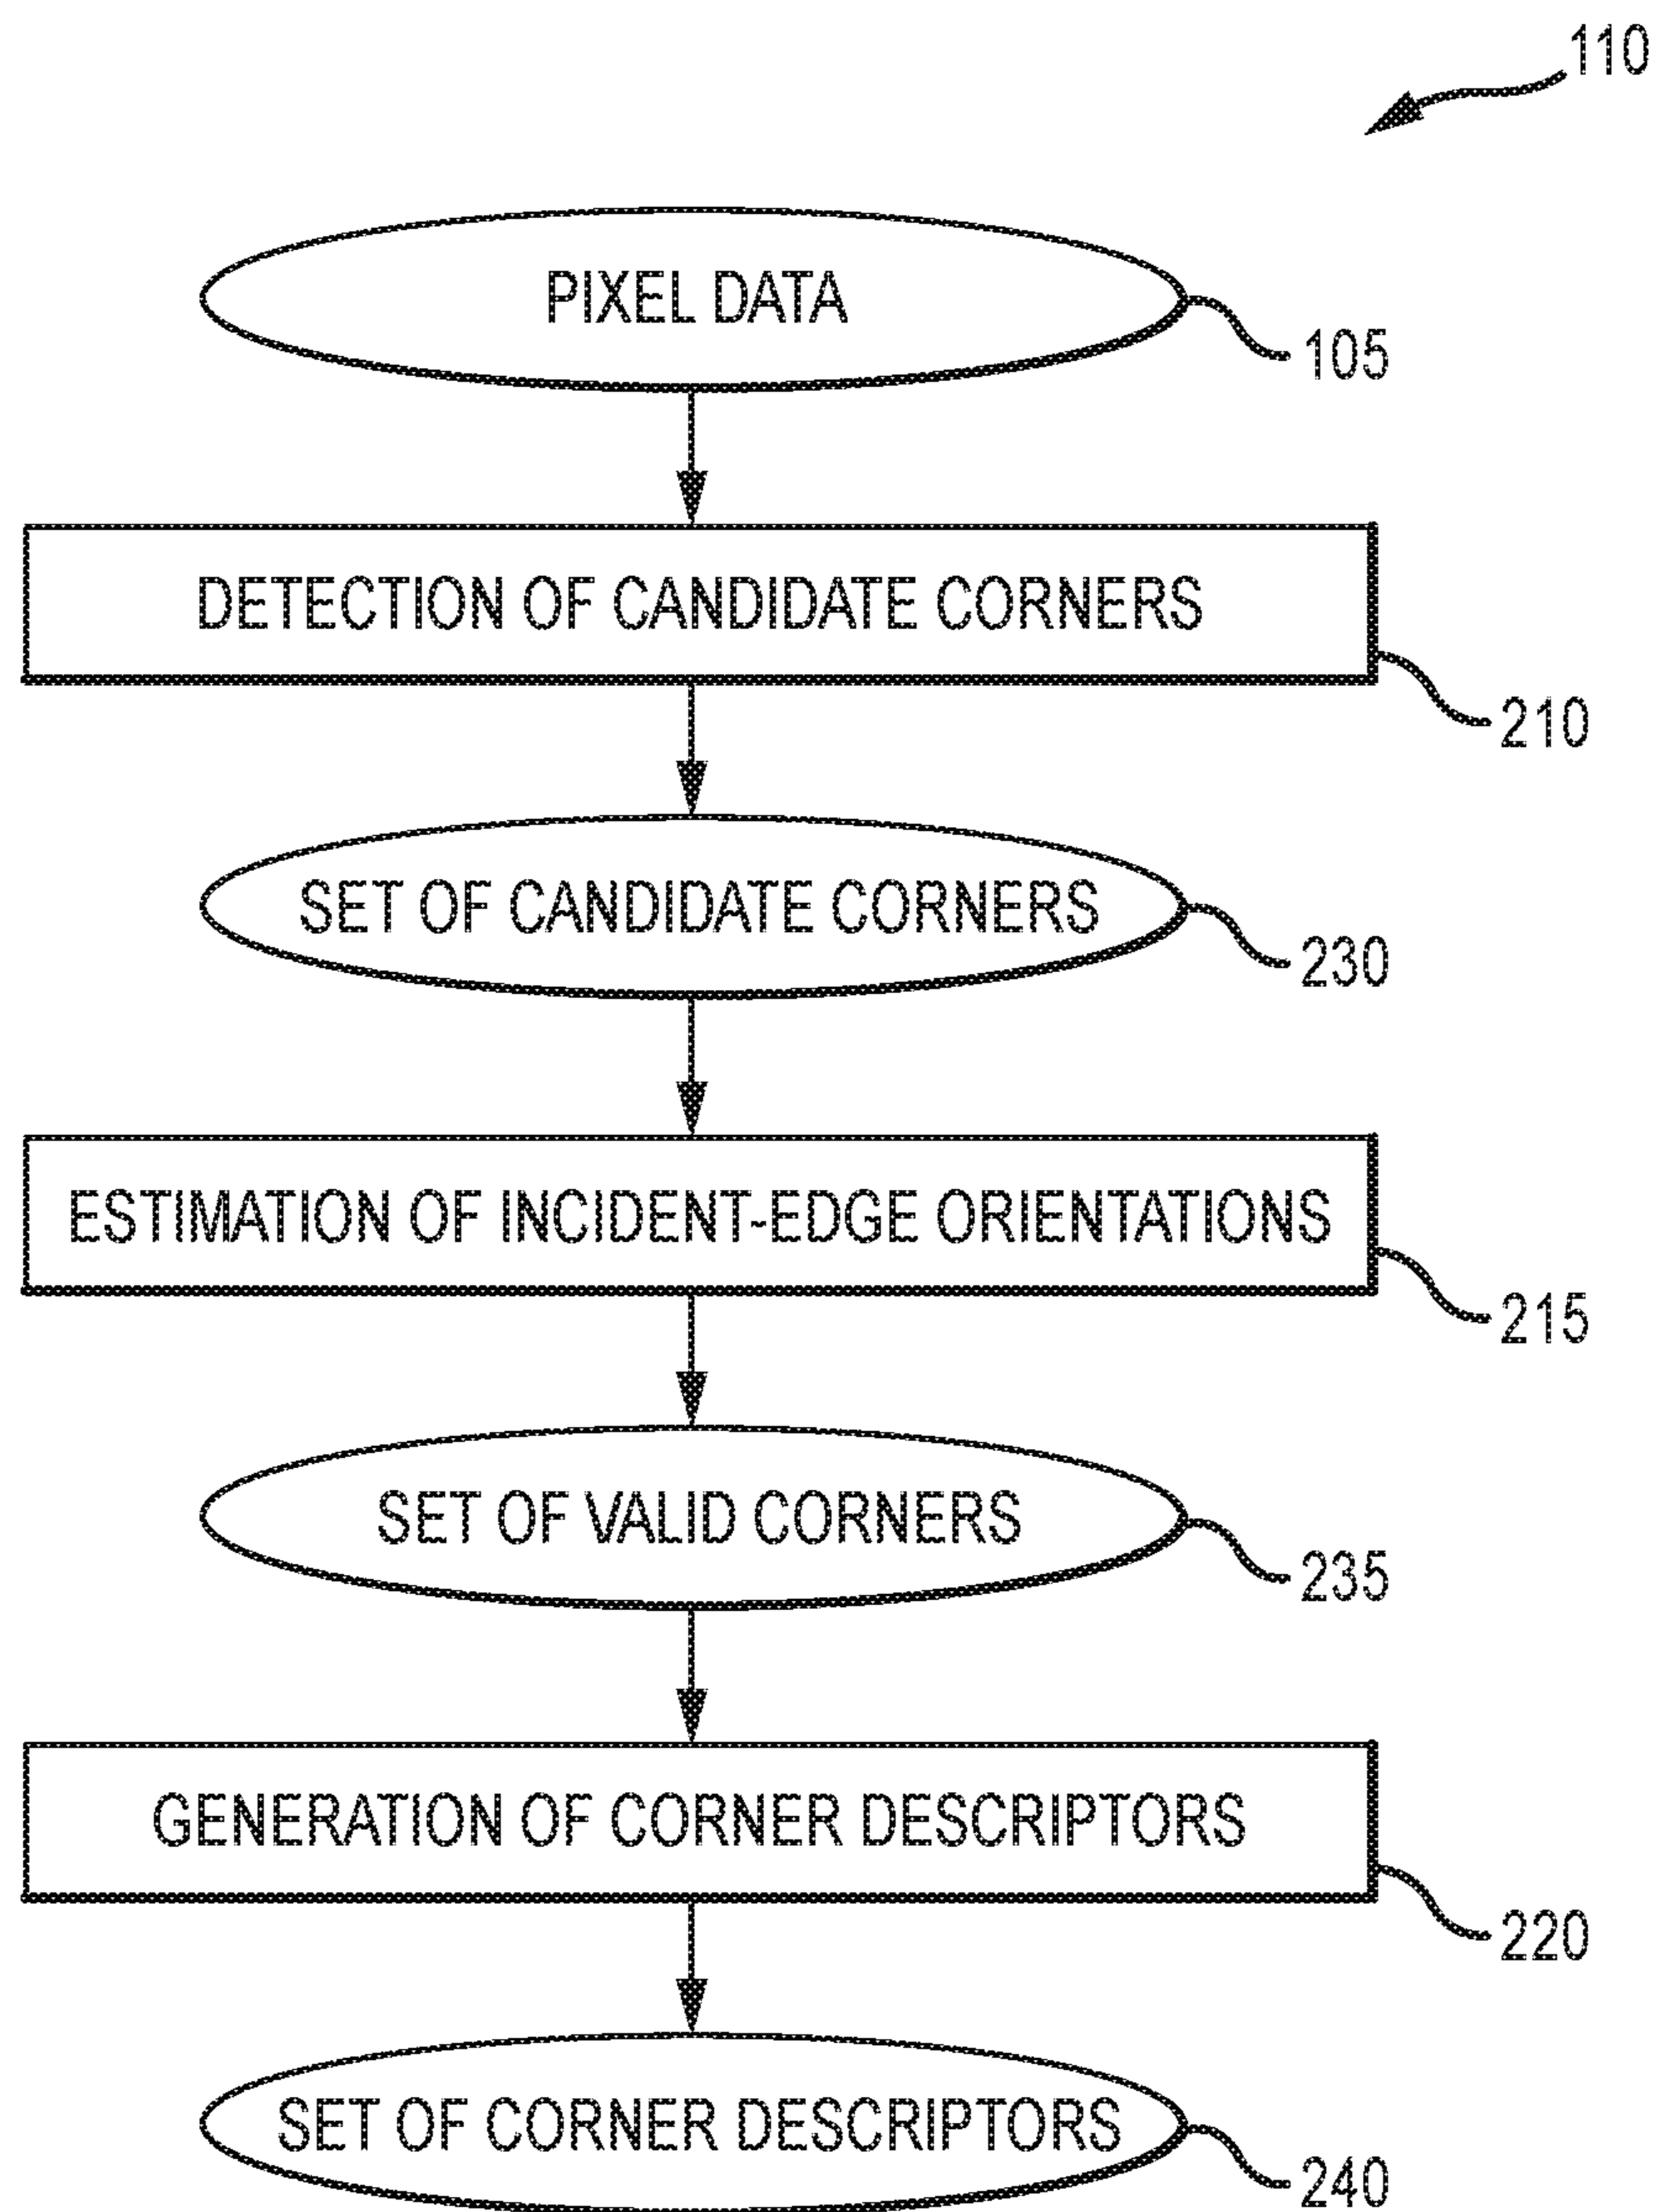 110
PIXEL DATA
105
DETECTION OF CANDIDATE CORNERS
210
SET OF CANDIDATE CORNERS
230
ESTIMATION OF INCIDENT-EDGE ORIENTATIONS
215
SET OF VALID CORNERS
235
GENERATION OF CORNER DESCRIPTORS
220
SET OF CORNER DESCRIPTORS
240